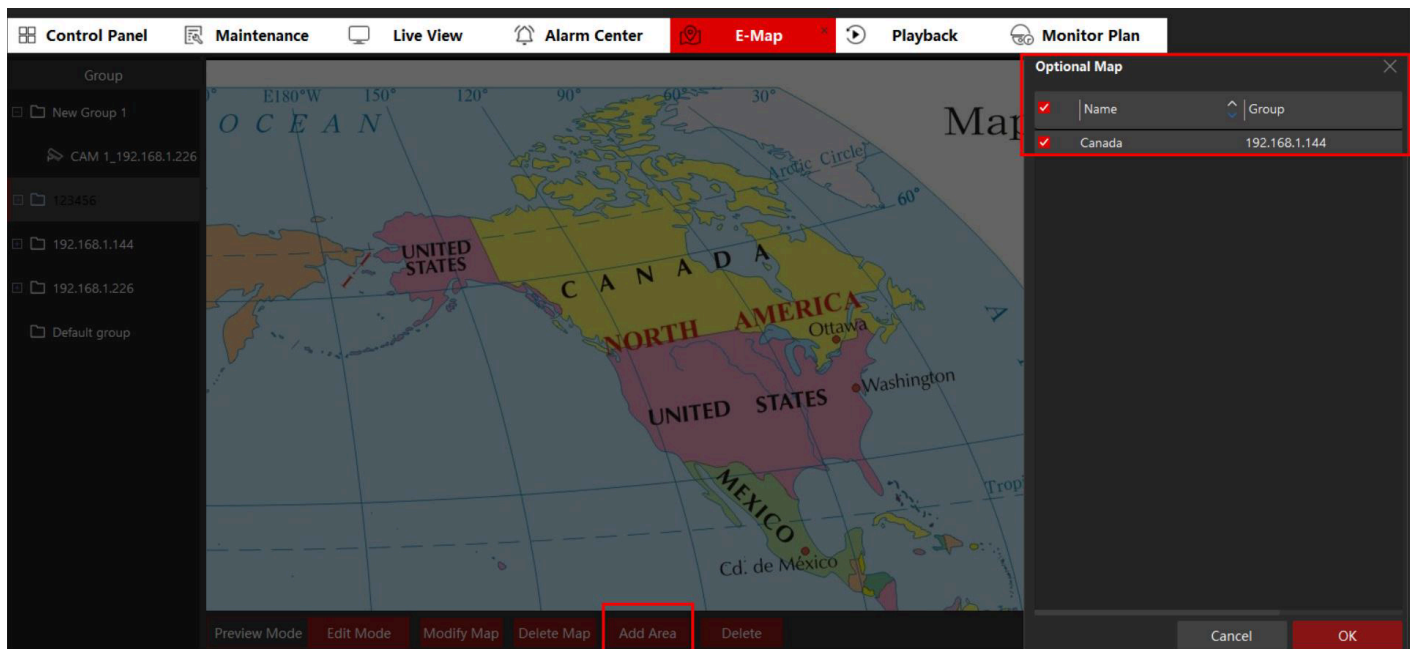 Control Panel Maintenance Live View Alarm Center E-Map Playback Monitor Plan
Group
New Group 1
CAM 1_192.168.1.226
123456
192.168.1.144
192.168.1.226
Default group
E180°W 150° 120° 90° 60° 30°
OCEAN
Map
Arctic Circle
60°
UNITED
STATES
CANADA
NORTH AMERICA
Ottawa
Washington
UNITED STATES
MEXICO
Cd. de México
Preview Mode Edit Mode Modify Map Delete Map Add Area Delete
Optional Map
Name Group
Canada 192.168.1.144
Cancel OK